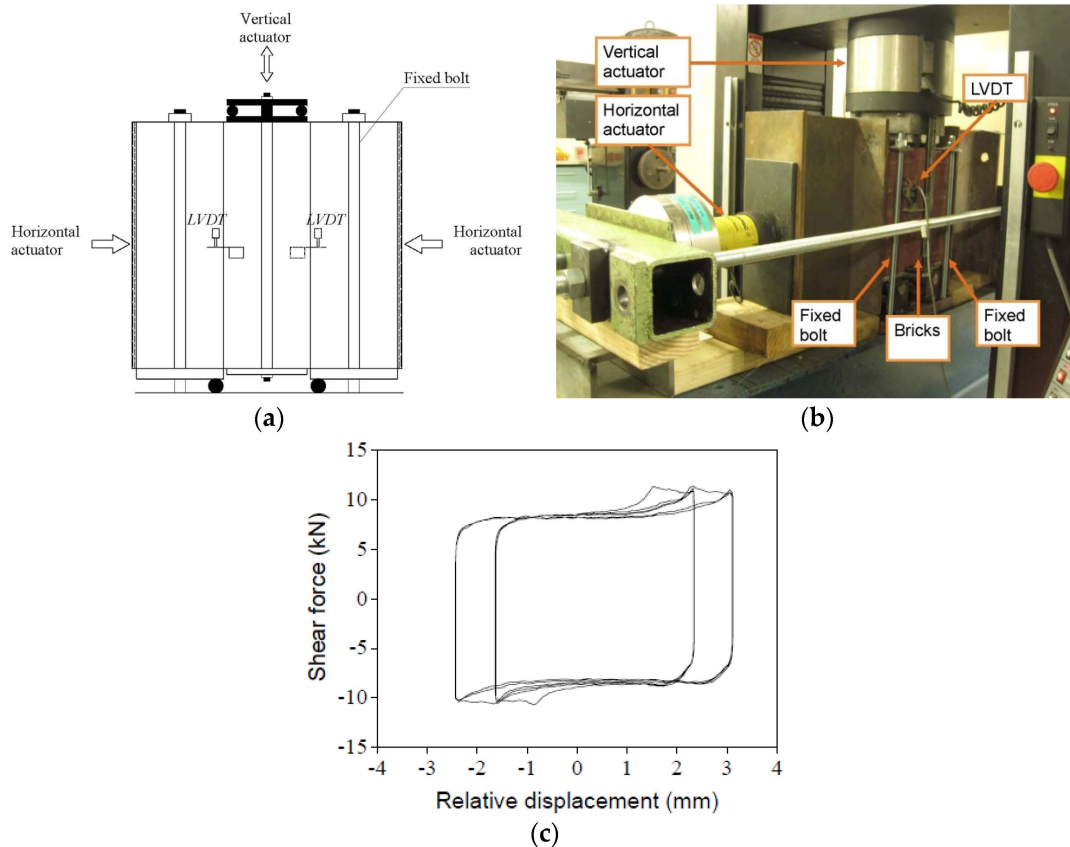 Vertical
actuator
Fixed bolt
LVDT
LVDT
Horizontal
actuator
Horizontal
actuator
(a)
Vertical
actuator
LVDT
Horizontal
actuator
Fixed
bolt
Bricks
Fixed
bolt
(b)
15
10
5
0
-5
-10
-15
Shear force (kN)
-4 -3 -2 -1 0 1 2 3 4
Relative displacement (mm)
(c)